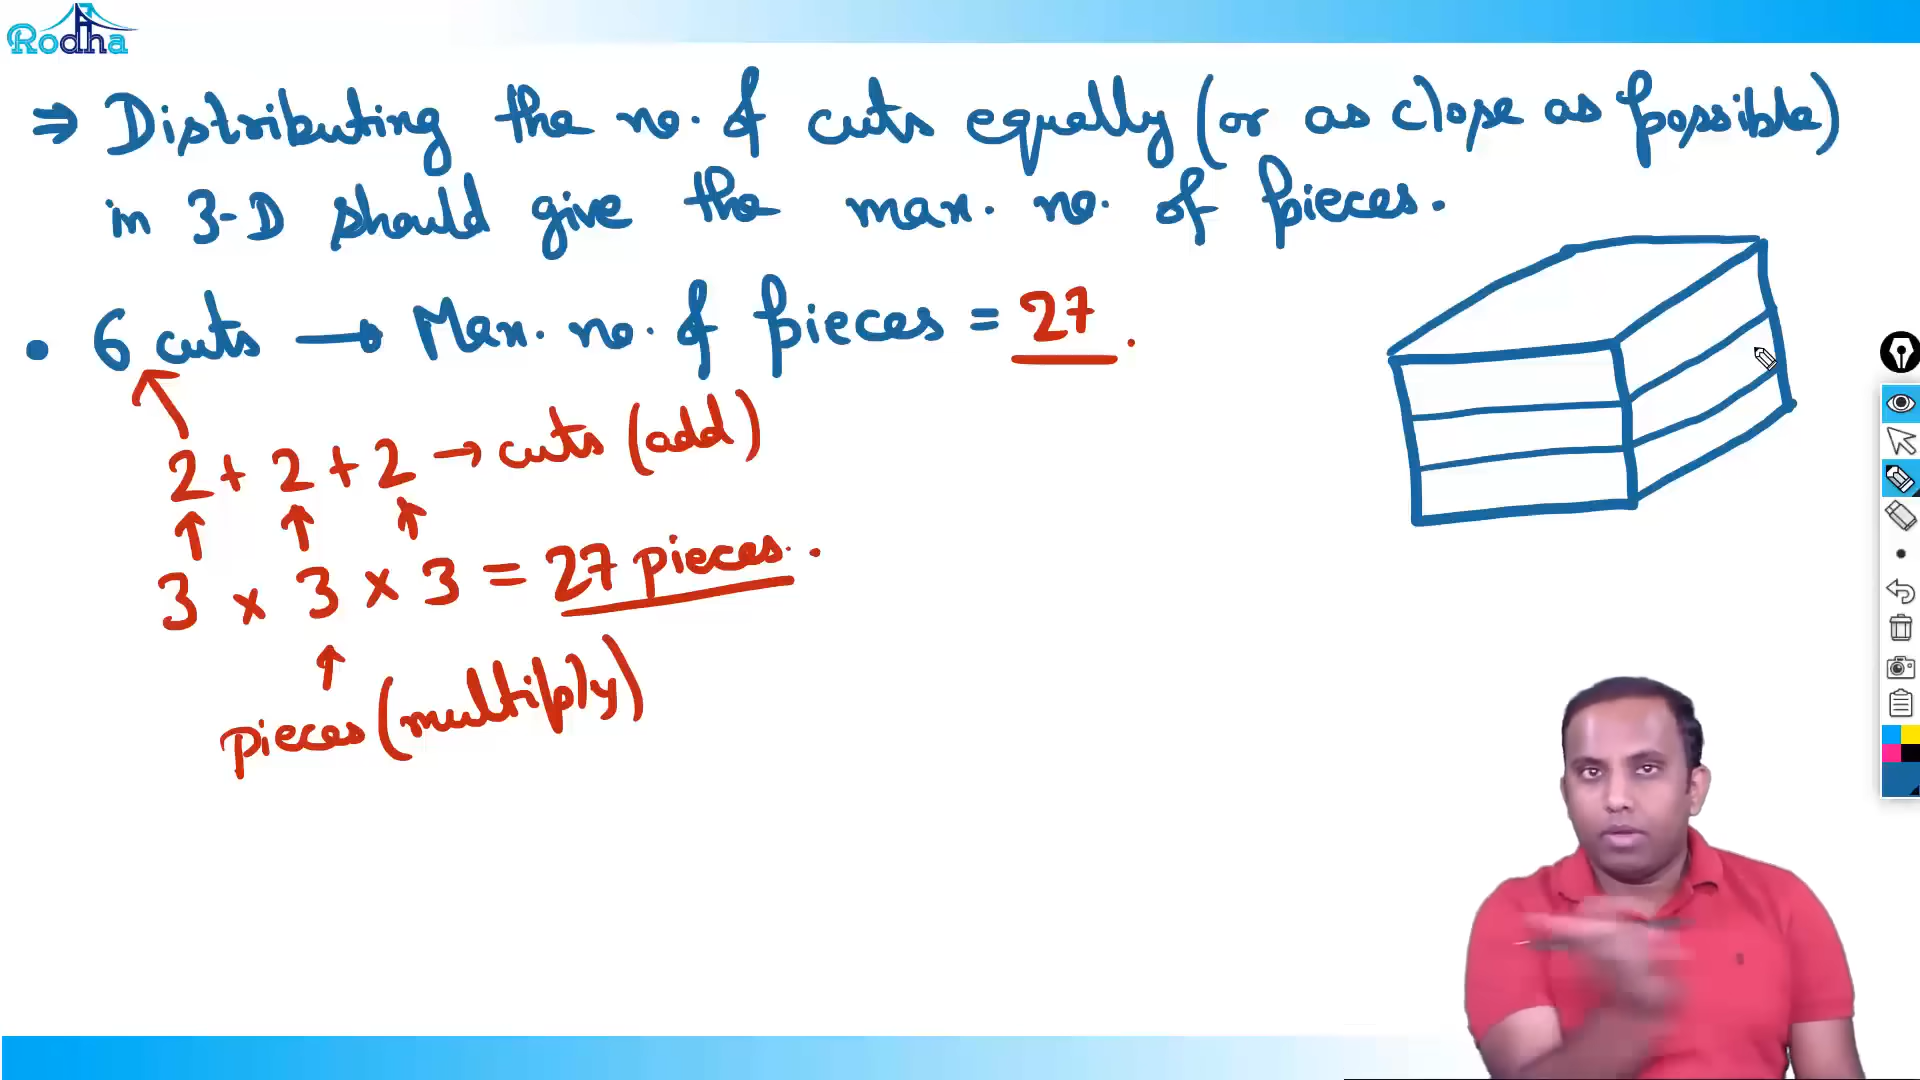 Rodha
⇒ Distributing the no. of cuts equally (or as close as possible)
in 3-D should give the max. no. of pieces.
• 6 cuts → Max. no. of pieces = 27.
2 + 2 + 2 → cuts (add)
3 × 3 × 3 = 27 pieces.
pieces (multiply)